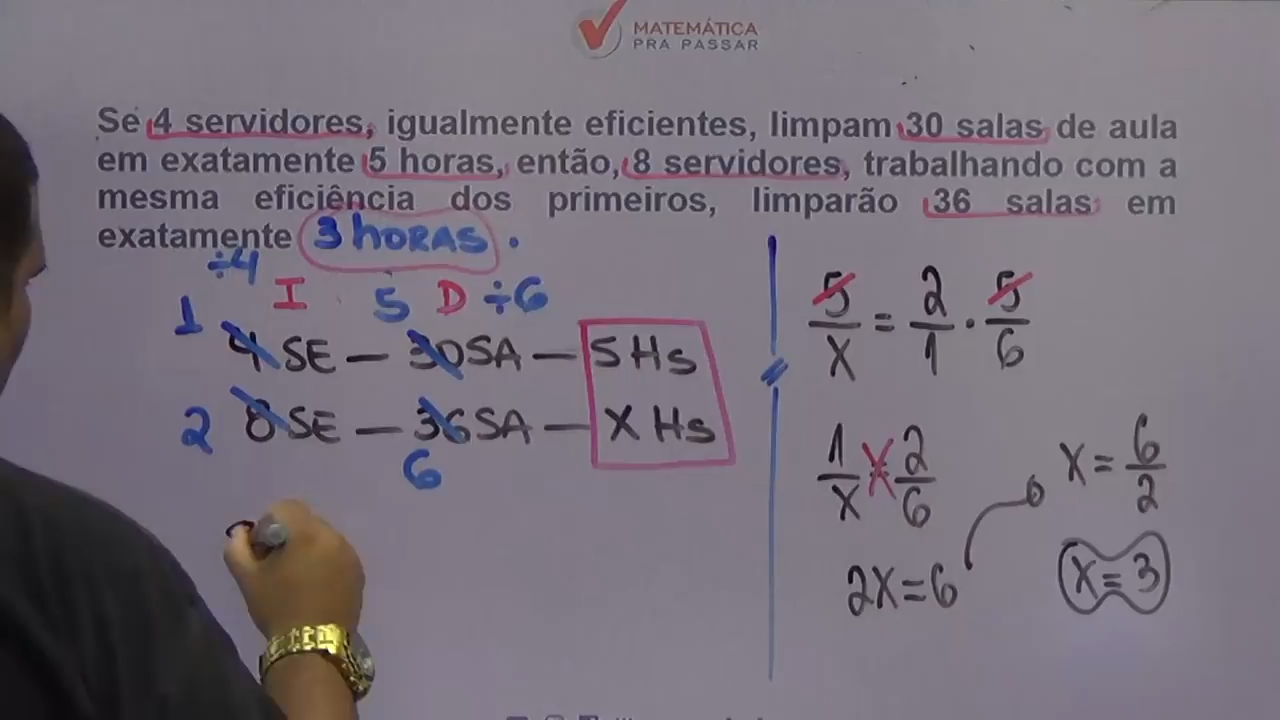 MATEMÁTICA
PRA PASSAR
Se 4 servidores, igualmente eficientes, limpam 30 salas de aula
em exatamente 5 horas, então, 8 servidores, trabalhando com a
mesma eficiência dos primeiros, limparão 36 salas em
exatamente 3 HORAS.
÷4 I 5 D ÷6
1 4 SE — 30 SA — 5 Hs
2 8 SE — 36 SA — X Hs
6
5/X = 2/1 · 5/6
1/X X 2/6
2X = 6
X = 6/2
X = 3